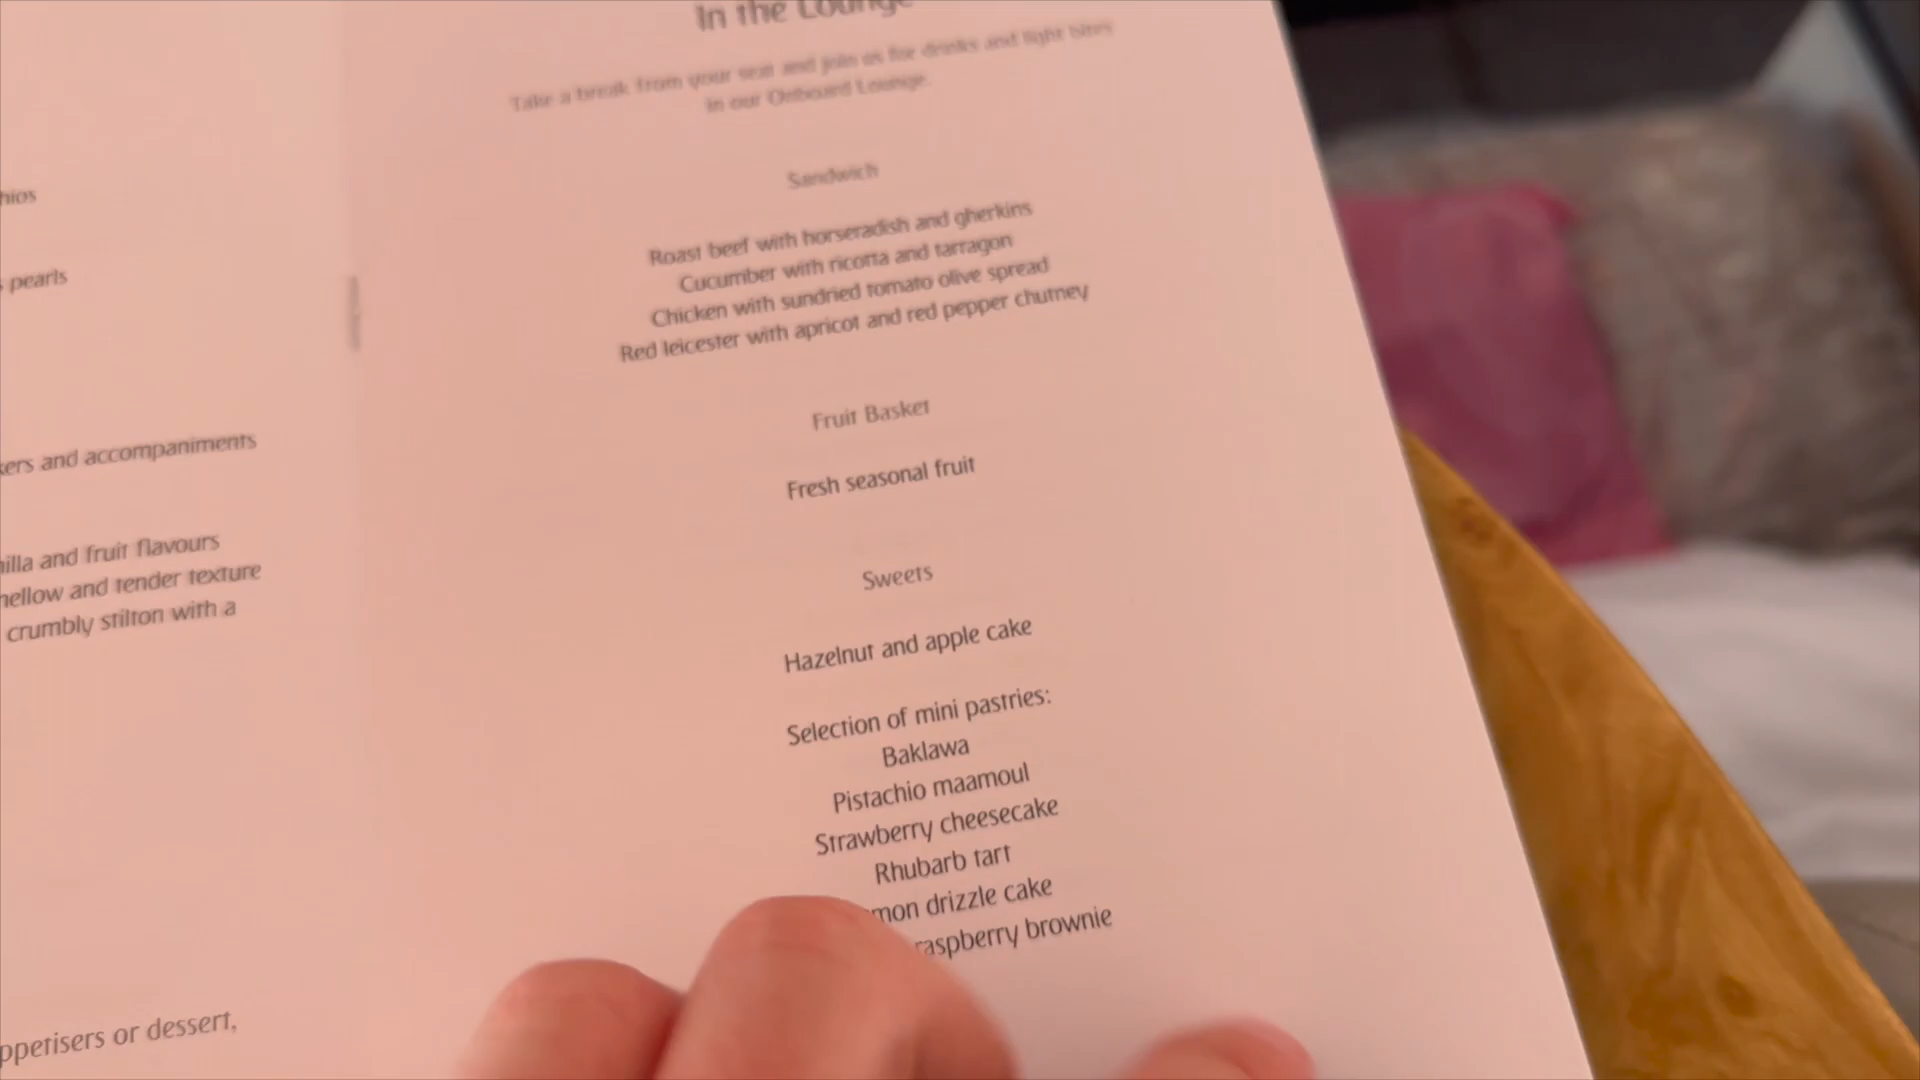 hios
pearls
kers and accompaniments
nilla and fruit flavours
mellow and tender texture
crumbly stilton with a
ppetisers or dessert,
In the Lounge
Take a break from your seat and join us for drinks and light bites
in our Onboard Lounge.
Sandwich
Roast beef with horseradish and gherkins
Cucumber with ricotta and tarragon
Chicken with sundried tomato olive spread
Red leicester with apricot and red pepper chutney
Fruit Basket
Fresh seasonal fruit
Sweets
Hazelnut and apple cake
Selection of mini pastries:
Baklawa
Pistachio maamoul
Strawberry cheesecake
Rhubarb tart
mon drizzle cake
raspberry brownie